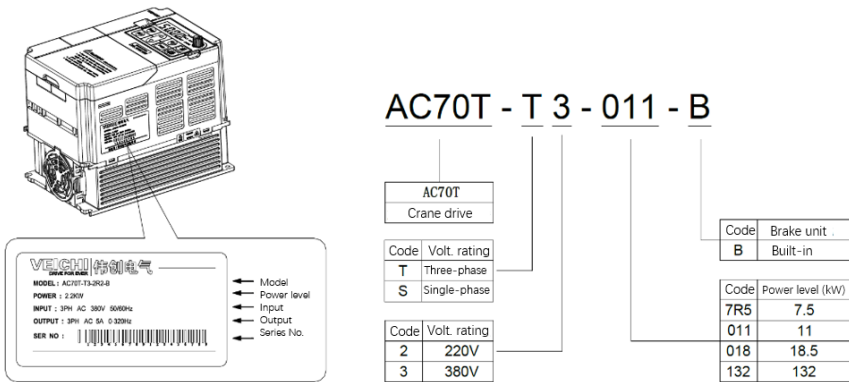 AC70T - T 3 - 011 - B
AC70T
Crane drive
Code Volt. rating
T Three-phase
S Single-phase
Code Volt. rating
2 220V
3 380V
Code Brake unit .
B Built-in
Code Power level (kW)
7R5 7.5
011 11
018 18.5
132 132
VEICHI 伟创电气
DRIVE FOR EVER
MODEL : AC70T-T3-2R2-B
POWER : 2.2KW
INPUT : 3PH AC 380V 50/60Hz
OUTPUT : 3PH AC 5A 0 320Hz
SER NO :
Model
Power level
Input
Output
Series No.